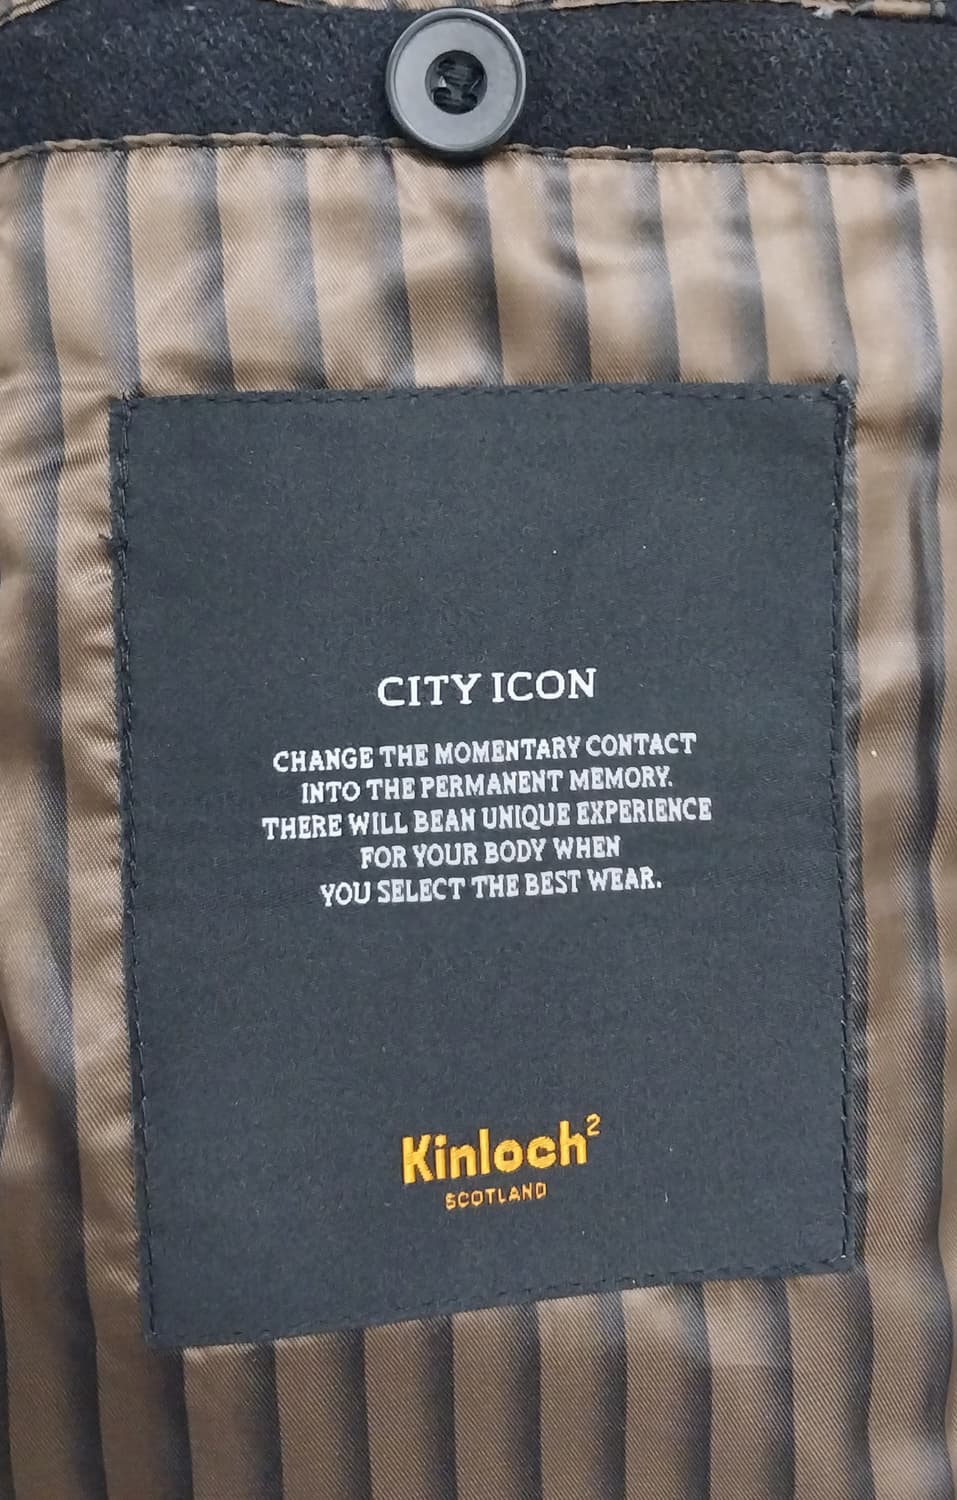 CITY ICON
CHANGE THE MOMENTARY CONTACT
INTO THE PERMANENT MEMORY.
THERE WILL BEAN UNIQUE EXPERIENCE
FOR YOUR BODY WHEN
YOU SELECT THE BEST WEAR.
Kinloch²
SCOTLAND